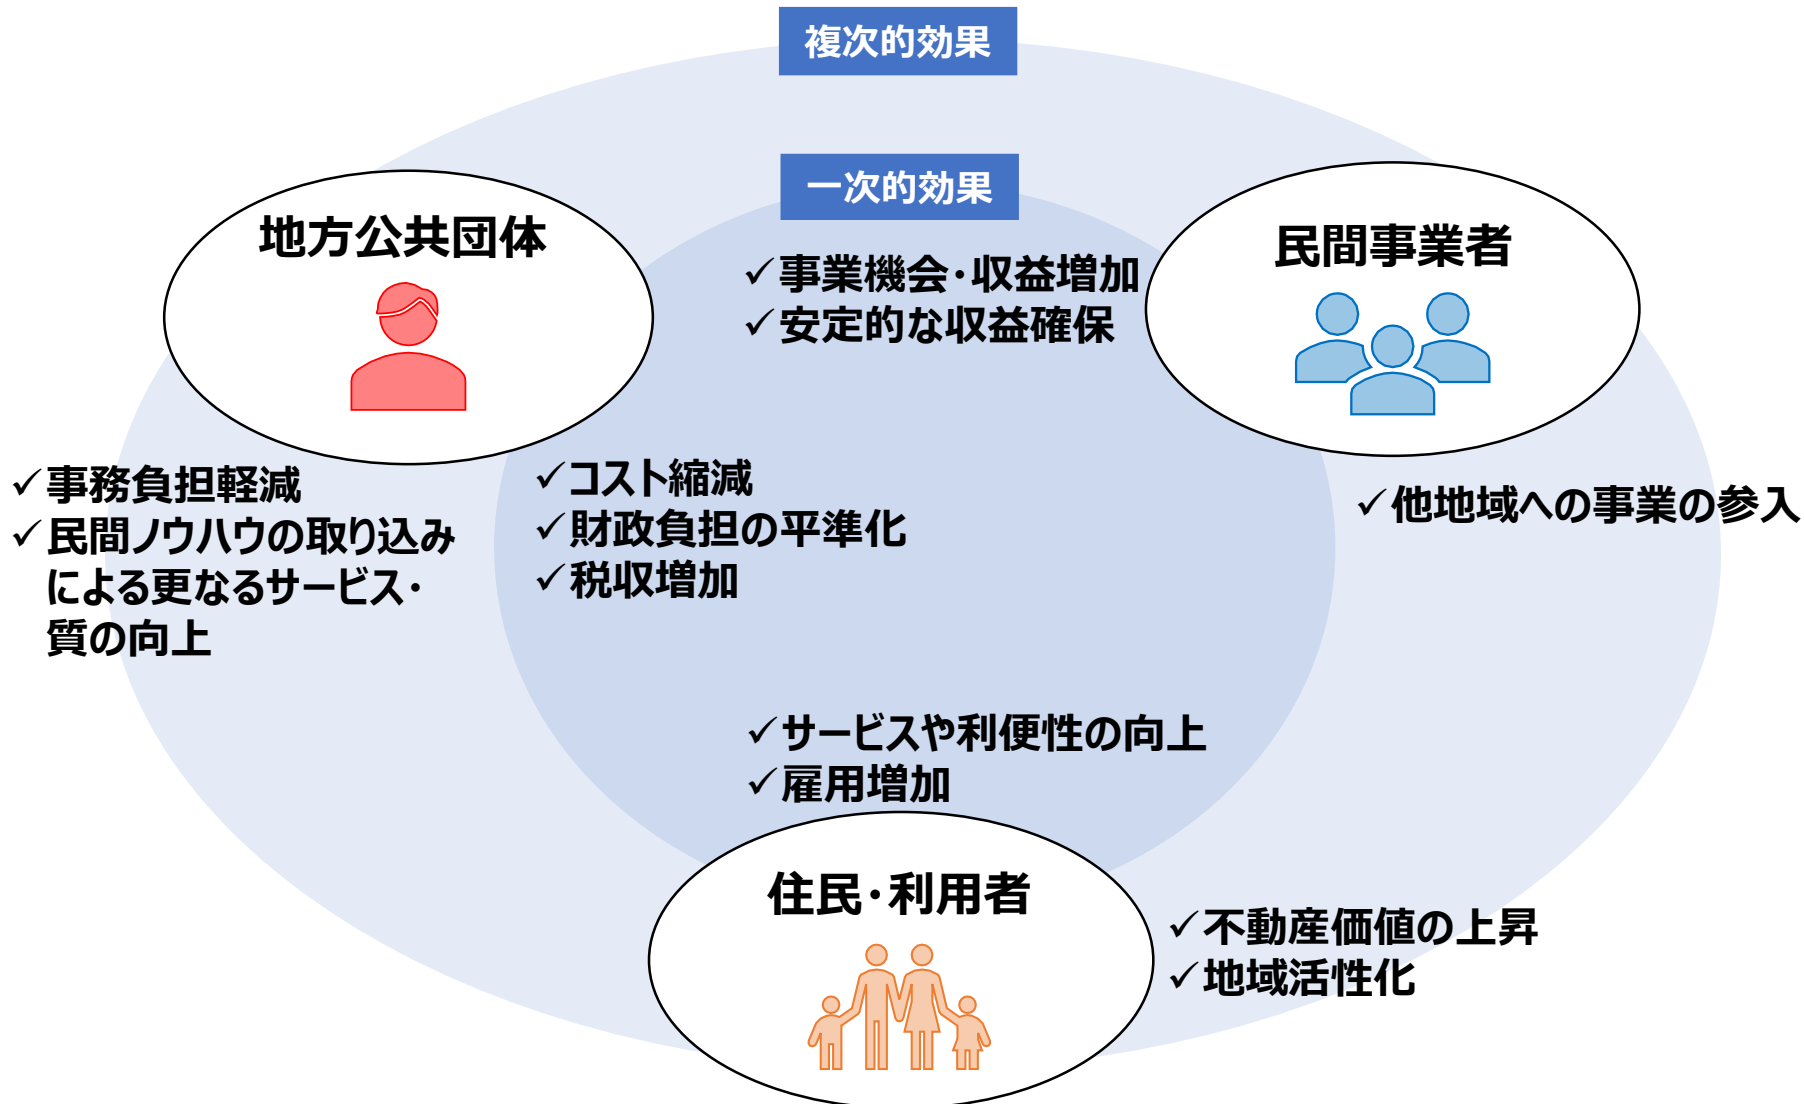 複次的効果
一次的効果
地方公共団体
民間事業者
✓事業機会・収益増加
✓安定的な収益確保
✓事務負担軽減
✓民間ノウハウの取り込み
による更なるサービス・
質の向上
✓コスト縮減
✓財政負担の平準化
✓税収増加
✓他地域への事業の参入
✓サービスや利便性の向上
✓雇用増加
住民・利用者
✓不動産価値の上昇
✓地域活性化